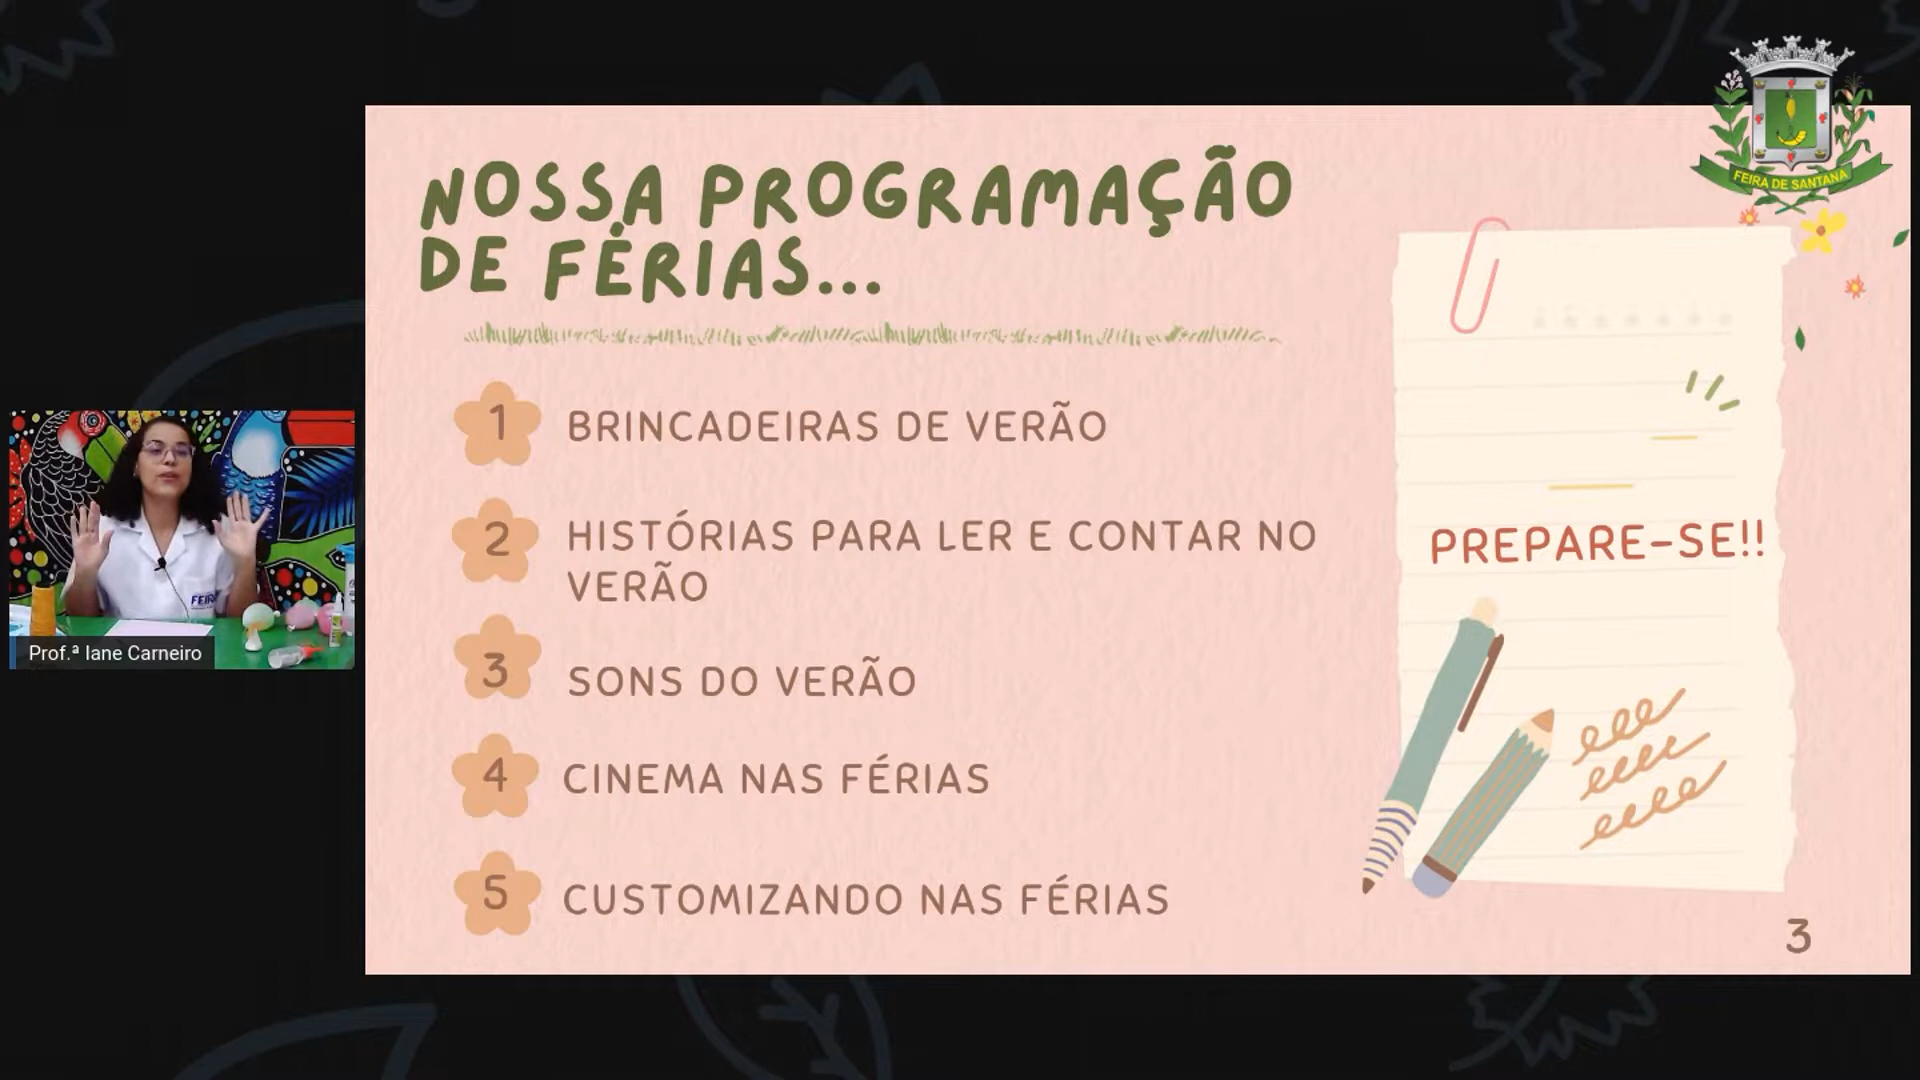 FEIRA DE SANTANA
NOSSA PROGRAMAÇÃO
DE FÉRIAS...
1 BRINCADEIRAS DE VERÃO
2 HISTÓRIAS PARA LER E CONTAR NO
VERÃO
3 SONS DO VERÃO
4 CINEMA NAS FÉRIAS
5 CUSTOMIZANDO NAS FÉRIAS
PREPARE-SE!!
3
FEIRA
Prof.ª Iane Carneiro